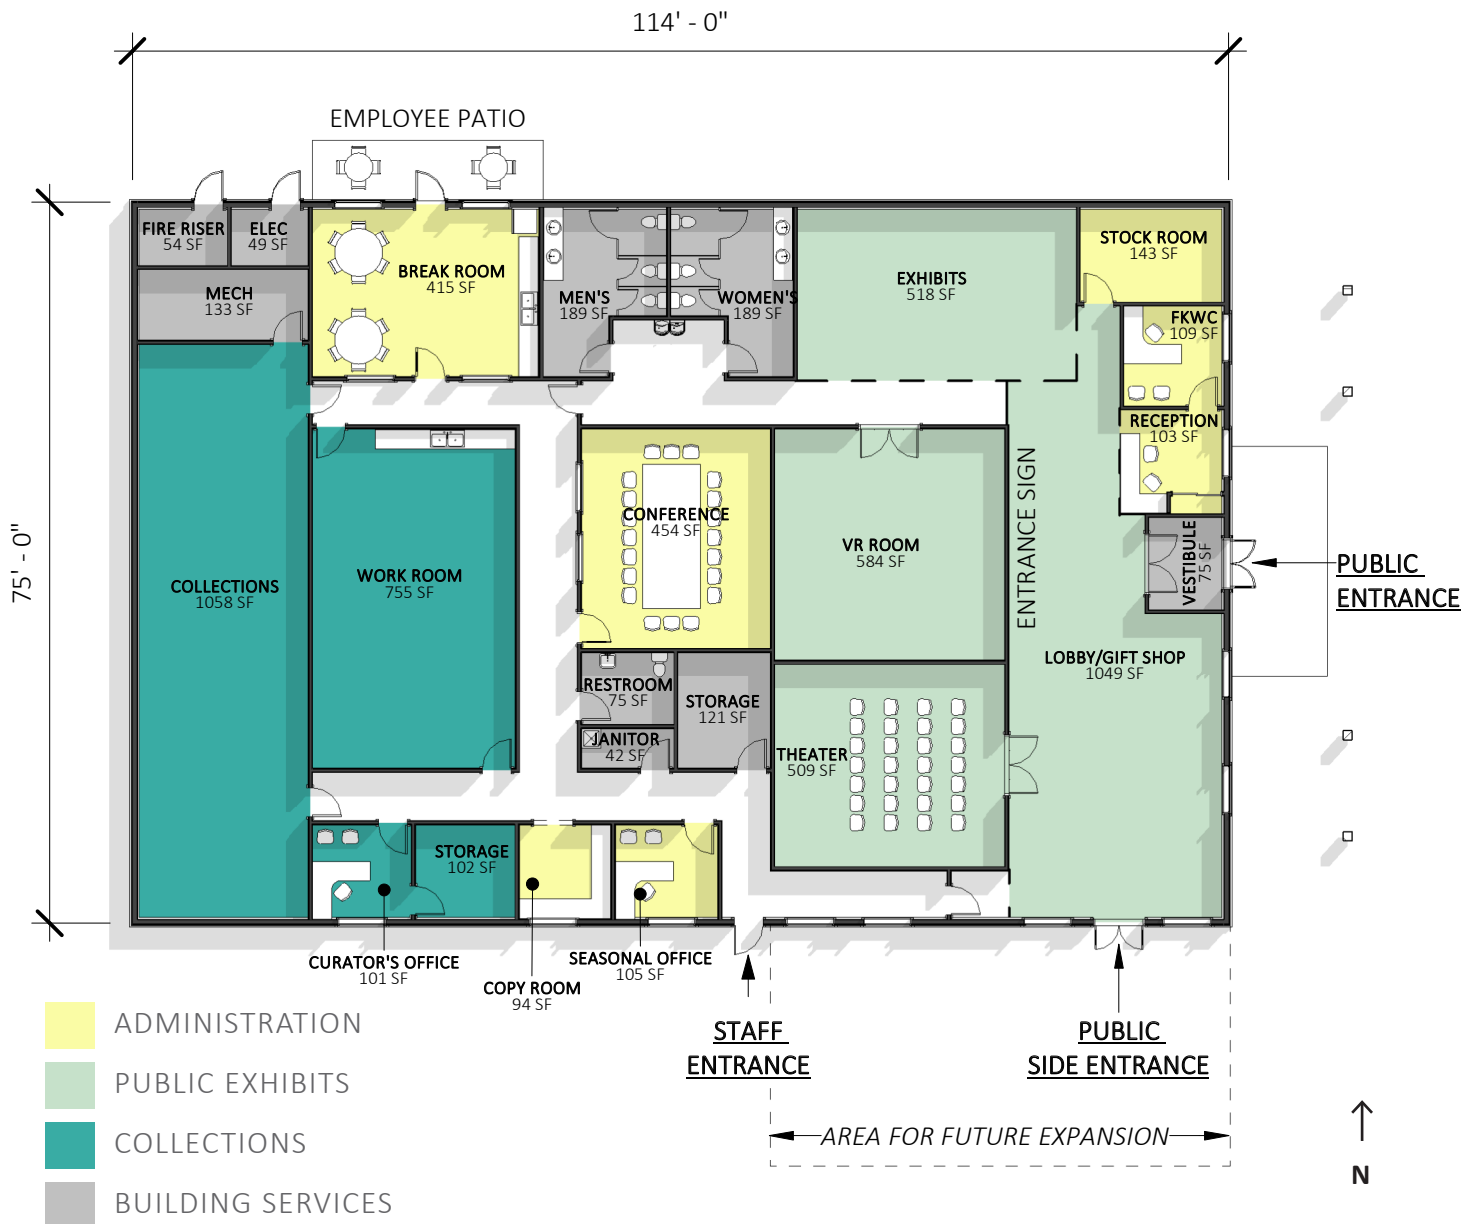 114' - 0"
EMPLOYEE PATIO
75' - 0"
FIRE RISER
54 SF
ELEC
49 SF
MECH
133 SF
BREAK ROOM
415 SF
MEN'S
189 SF
WOMEN'S
189 SF
EXHIBITS
518 SF
STOCK ROOM
143 SF
FKWC
109 SF
RECEPTION
103 SF
COLLECTIONS
1058 SF
WORK ROOM
755 SF
CONFERENCE
454 SF
VR ROOM
584 SF
ENTRANCE SIGN
VESTIBULE
75 SF
PUBLIC
ENTRANCE
LOBBY/GIFT SHOP
1049 SF
RESTROOM
75 SF
STORAGE
121 SF
JANITOR
42 SF
THEATER
509 SF
STORAGE
102 SF
CURATOR'S OFFICE
101 SF
COPY ROOM
94 SF
SEASONAL OFFICE
105 SF
STAFF
ENTRANCE
PUBLIC
SIDE ENTRANCE
AREA FOR FUTURE EXPANSION
N
ADMINISTRATION
PUBLIC EXHIBITS
COLLECTIONS
BUILDING SERVICES